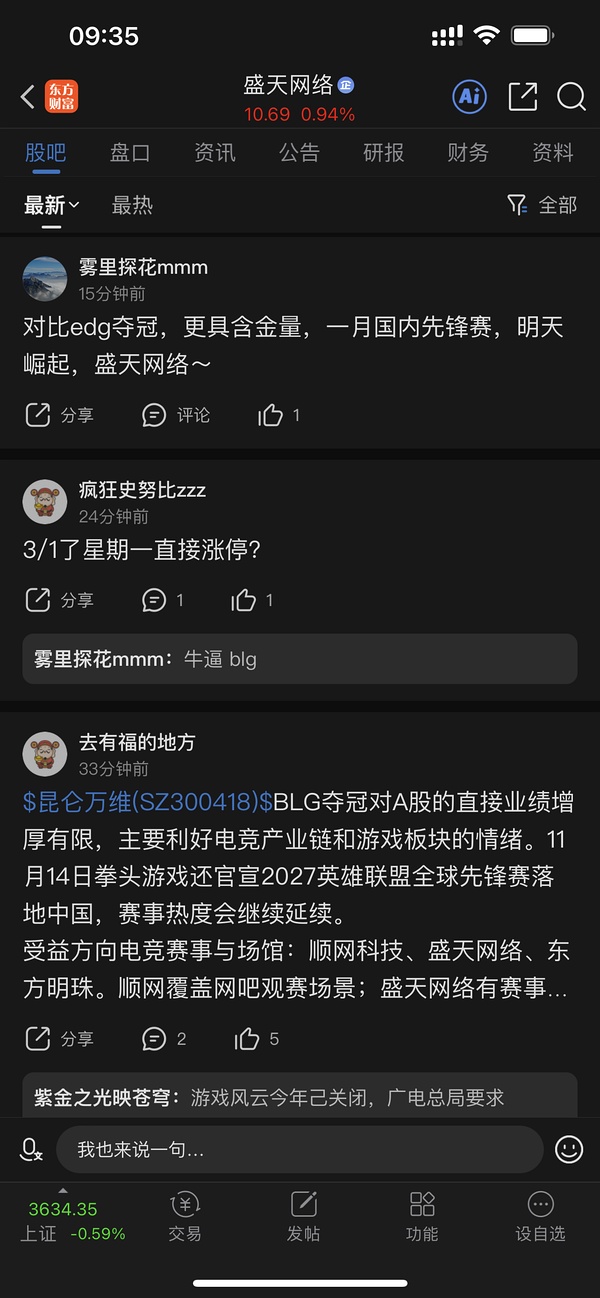 09:35
东方
财富
盛天网络 企
10.69 0.94%
Ai
股吧 盘口 资讯 公告 研报 财务 资料
最新 最热 全部
雾里探花mmm
15分钟前
对比edg夺冠，更具含金量，一月国内先锋赛，明天
崛起，盛天网络～
分享 评论 1
疯狂史努比zzz
24分钟前
3/1了星期一直接涨停？
分享 1 1
雾里探花mmm：牛逼 blg
去有福的地方
33分钟前
$昆仑万维(SZ300418)$BLG夺冠对A股的直接业绩增
厚有限，主要利好电竞产业链和游戏板块的情绪。11
月14日拳头游戏还官宣2027英雄联盟全球先锋赛落
地中国，赛事热度会继续延续。
受益方向电竞赛事与场馆：顺网科技、盛天网络、东
方明珠。顺网覆盖网吧观赛场景；盛天网络有赛事...
分享 2 5
紫金之光映苍穹：游戏风云今年己关闭，广电总局要求
我也来说一句...
3634.35
上证 -0.59%
交易 发帖 功能 设自选